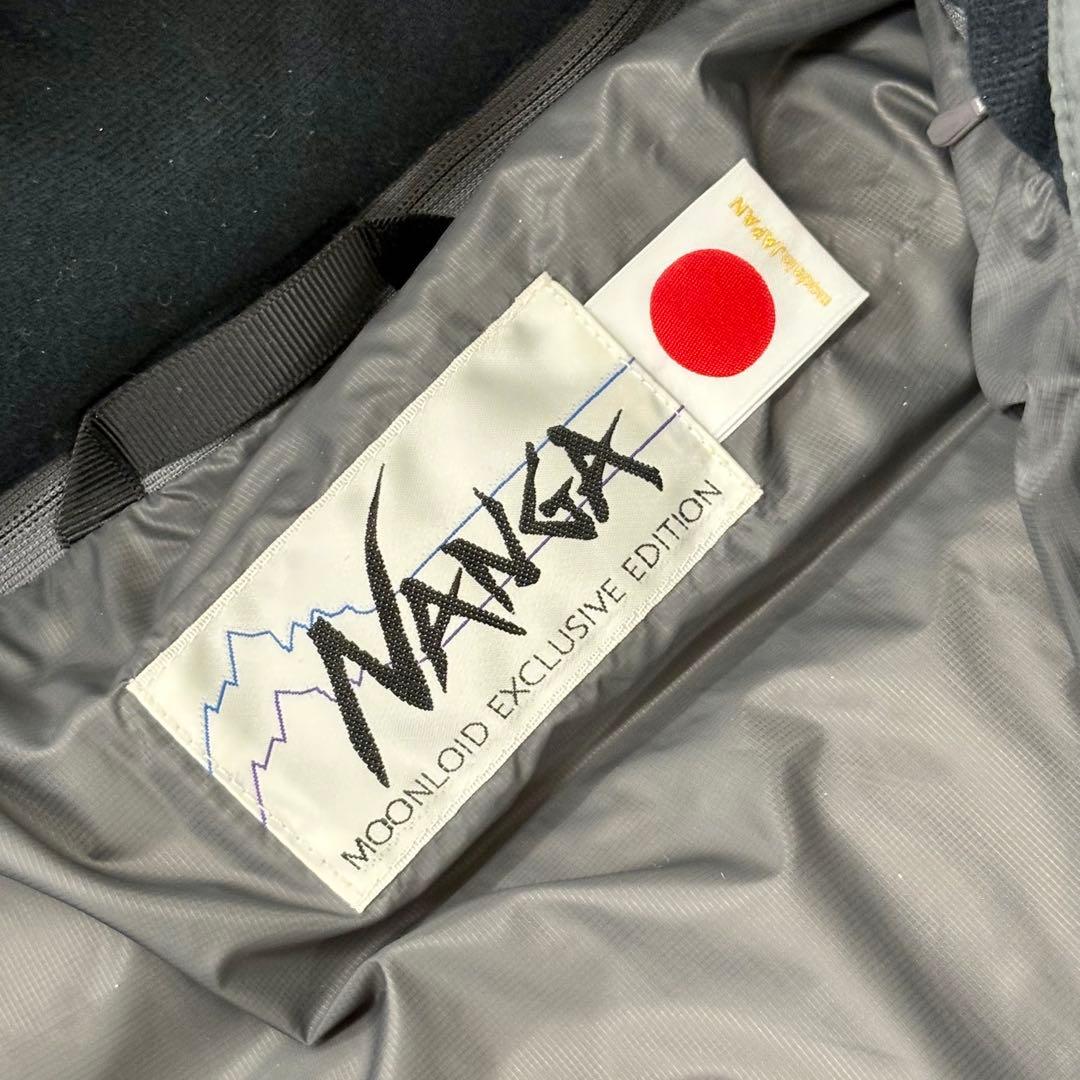 NANGA
MOONLOID EXCLUSIVE EDITION
made in JAPAN